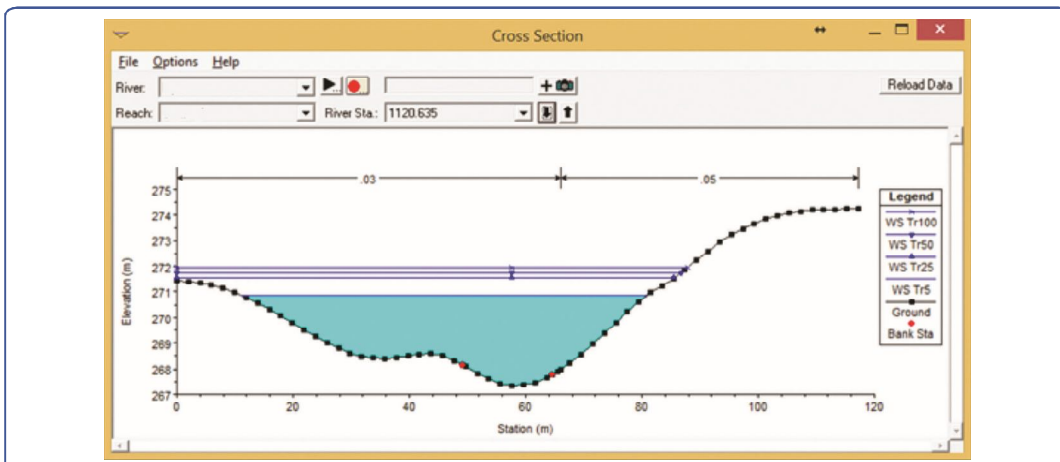 Cross Section
File Options Help
River: Reload Data
Reach: River Sta.: 1120.635
.03 .05
275
274
273
272
271
270
269
268
267
Elevation (m)
0 20 40 60 80 100 120
Station (m)
Legend
WS Tr100
WS Tr50
WS Tr25
WS Tr5
Ground
Bank Sta